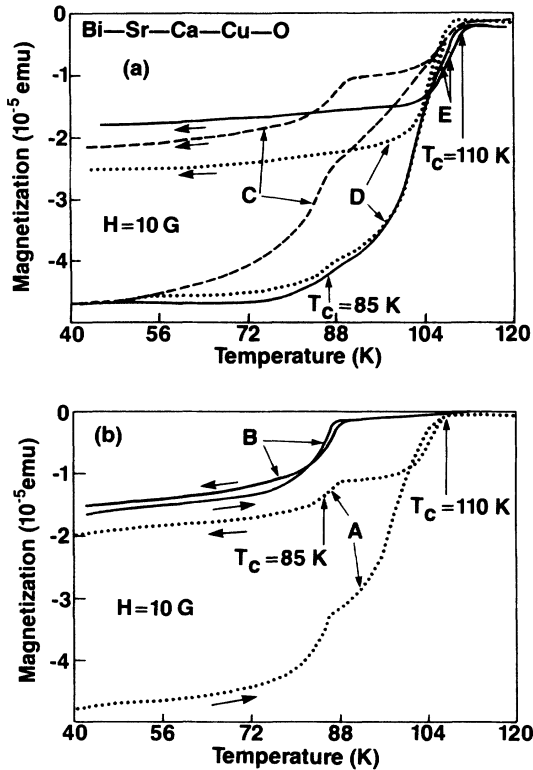 Bi—Sr—Ca—Cu—O
(a)
0
-1
-2
-3
-4
Magnetization (10⁻⁵ emu)
E
T_C=110 K
C
D
H=10 G
T_C=85 K
40 56 72 88 104 120
Temperature (K)
0
-1
-2
-3
-4
Magnetization (10⁻⁵emu)
(b)
B
T_C=110 K
A
T_C=85 K
H=10 G
40 56 72 88 104 120
Temperature (K)